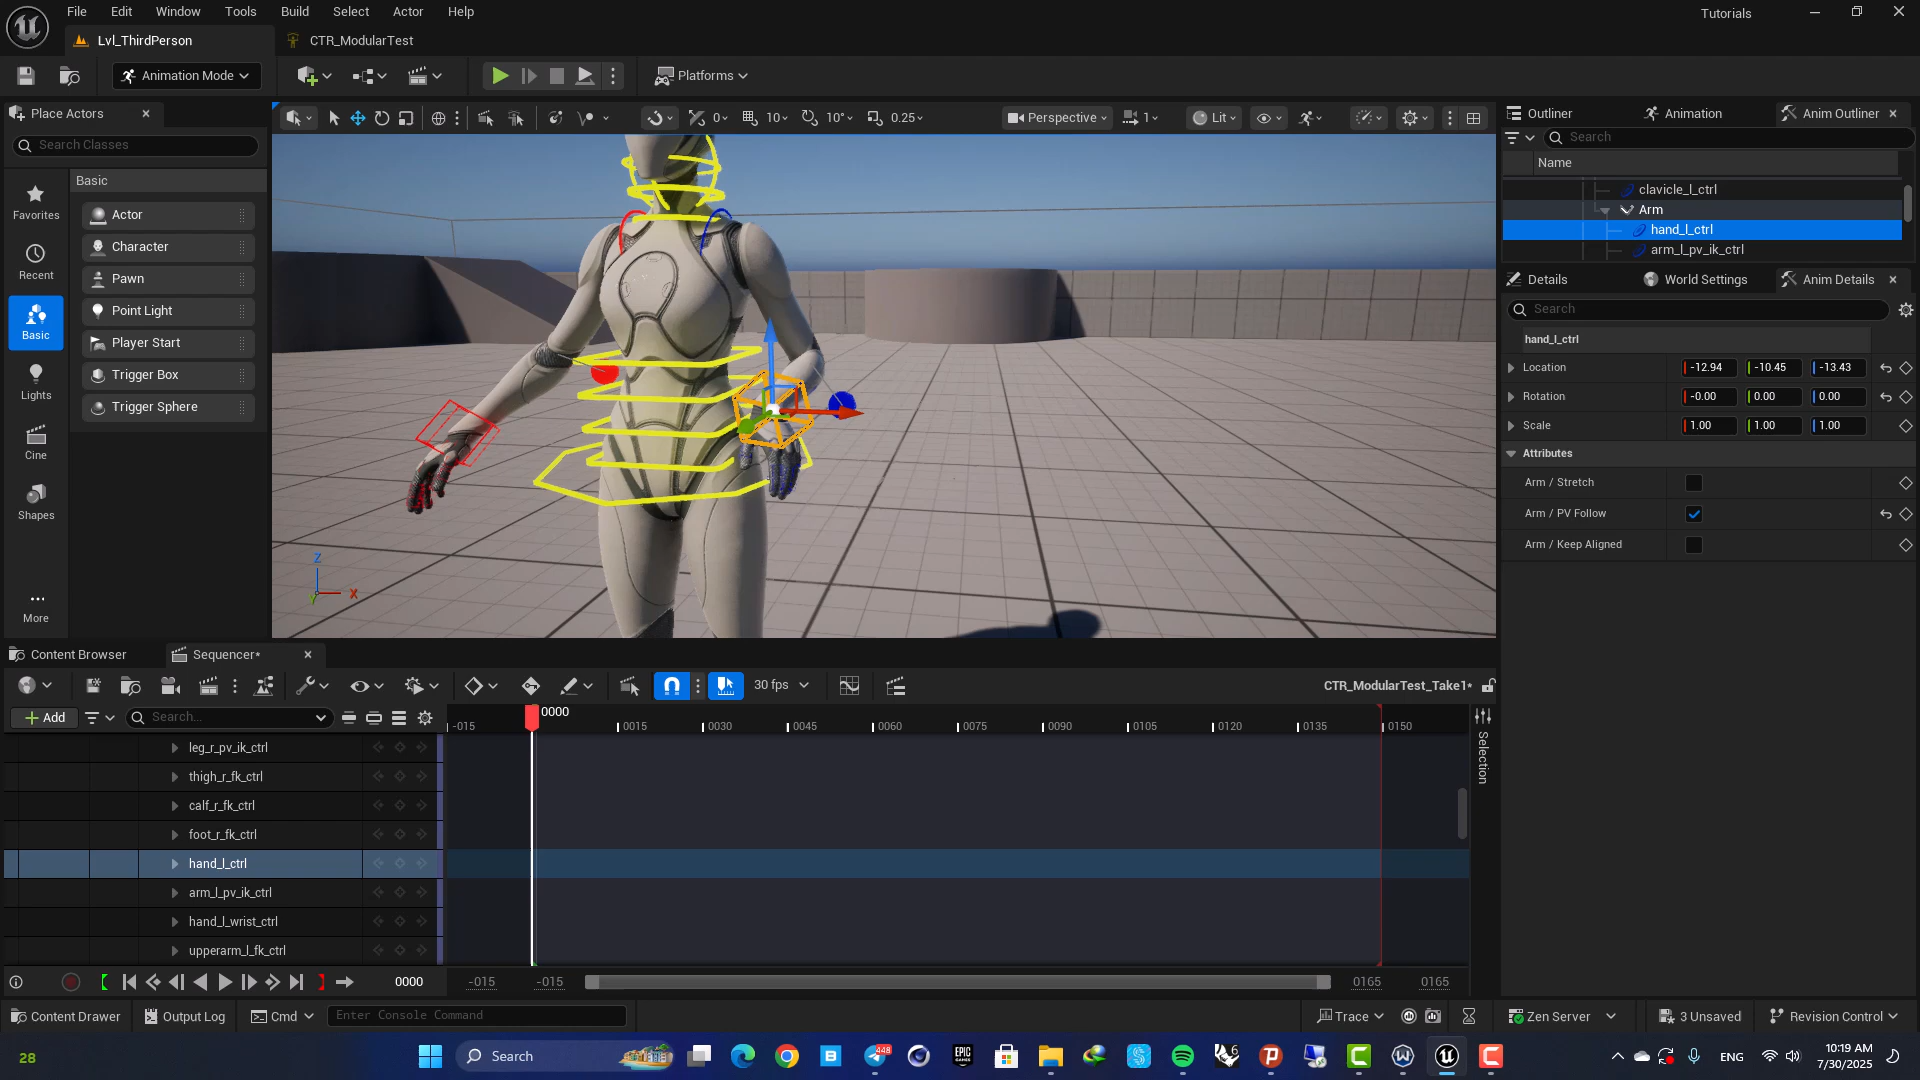 File Edit Window Tools Build Select Actor Help
Tutorials
Lvl_ThirdPerson
CTR_ModularTest
Animation Mode
Platforms
Place Actors
Search Classes
Favorites
Recent
Basic
Lights
Cine
Shapes
More
Basic
Actor
Character
Pawn
Point Light
Player Start
Trigger Box
Trigger Sphere
0 10 10° 0.25
Perspective 1 Lit
Z
X
Outliner Animation Anim Outliner
Search
Name
clavicle_l_ctrl
Arm
hand_l_ctrl
arm_l_pv_ik_ctrl
Details World Settings Anim Details
Search
hand_l_ctrl
Location -12.94 -10.45 -13.43
Rotation -0.00 0.00 0.00
Scale 1.00 1.00 1.00
Attributes
Arm / Stretch
Arm / PV Follow
Arm / Keep Aligned
Content Browser Sequencer*
30 fps
CTR_ModularTest_Take1*
Add
Search...
-015 0000 0015 0030 0045 0060 0075 0090 0105 0120 0135 0150
Selection
leg_r_pv_ik_ctrl
thigh_r_fk_ctrl
calf_r_fk_ctrl
foot_r_fk_ctrl
hand_l_ctrl
arm_l_pv_ik_ctrl
hand_l_wrist_ctrl
upperarm_l_fk_ctrl
0000 -015 -015 0165 0165
Content Drawer Output Log Cmd Enter Console Command
Trace Zen Server 3 Unsaved Revision Control
28
Search
448
ENG
10:19 AM
7/30/2025